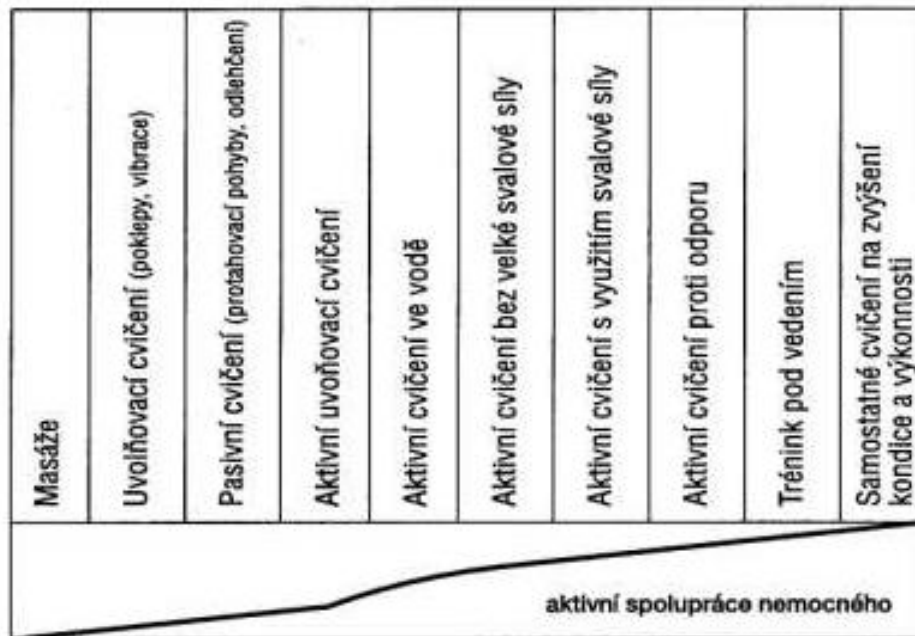 Masáže
Uvolňovací cvičení (poklepy, vibrace)
Pasivní cvičení (protahovací pohyby, odlehčení)
Aktivní uvoňovací cvičení
Aktivní cvičení ve vodě
Aktivní cvičení bez velké svalové síly
Aktivní cvičení s využitím svalové síly
Aktivní cvičení proti odporu
Trénink pod vedením
Samostatné cvičení na zvýšení
kondice a výkonnosti
aktivní spolupráce nemocného